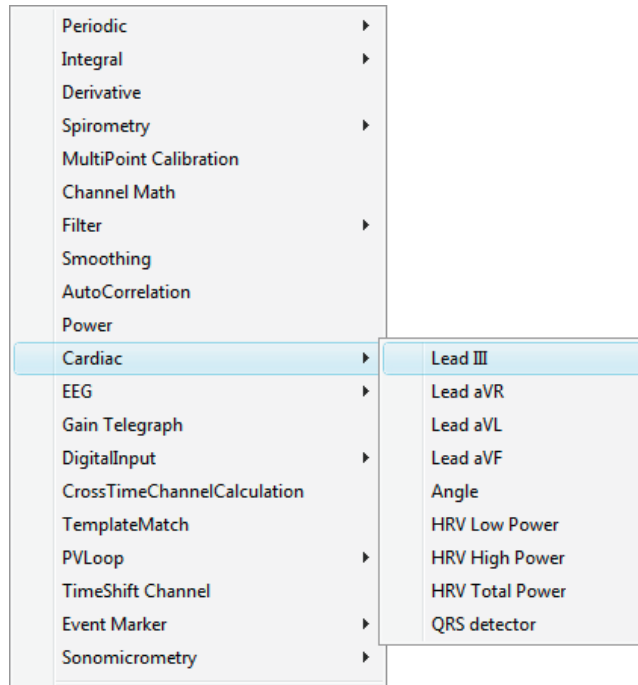 Periodic
Integral
Derivative
Spirometry
MultiPoint Calibration
Channel Math
Filter
Smoothing
AutoCorrelation
Power
Cardiac
EEG
Gain Telegraph
DigitalInput
CrossTimeChannelCalculation
TemplateMatch
PVLoop
TimeShift Channel
Event Marker
Sonomicrometry
Lead III
Lead aVR
Lead aVL
Lead aVF
Angle
HRV Low Power
HRV High Power
HRV Total Power
QRS detector